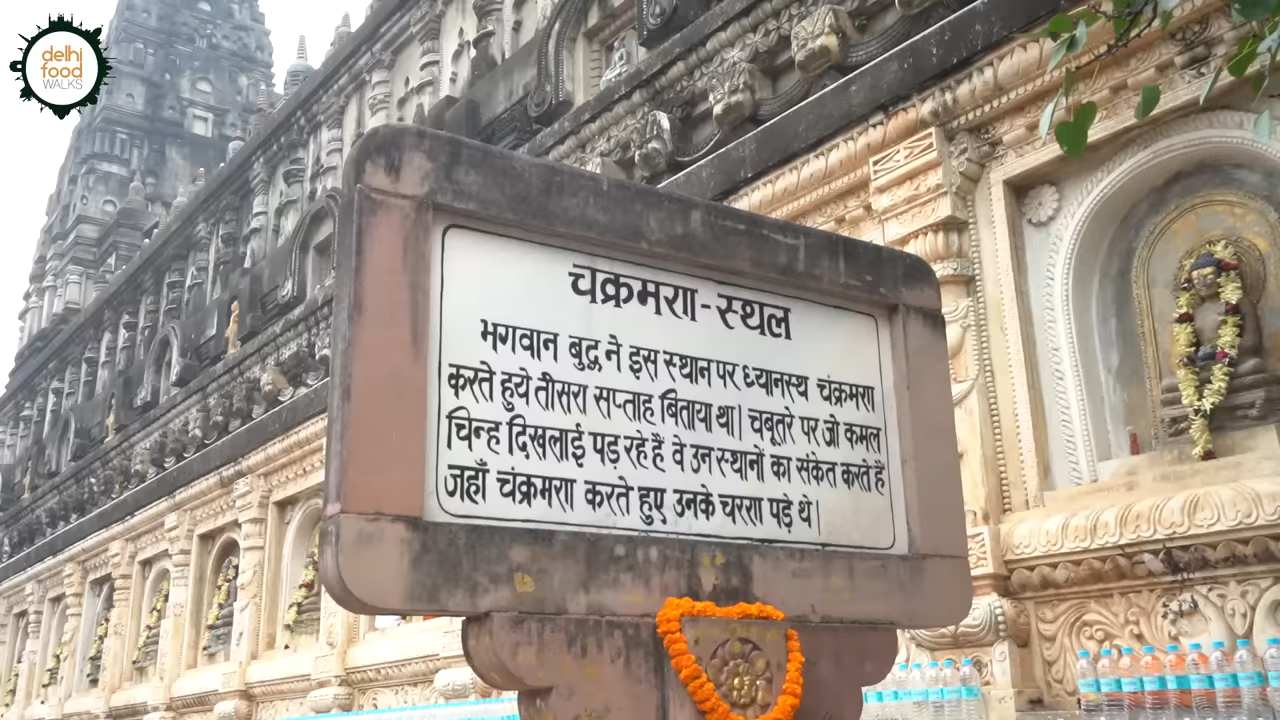 delhi
food
WALKS
चक्रमण-स्थल
भगवान बुद्ध ने इस स्थान पर ध्यानस्थ चंक्रमण
करते हुये तीसरा सप्ताह बिताया था। चबूतरे पर जो कमल
चिन्ह दिखलाई पड़ रहे हैं वे उन स्थानों का संकेत करते हैं
जहाँ चंक्रमण करते हुए उनके चरण पड़े थे।